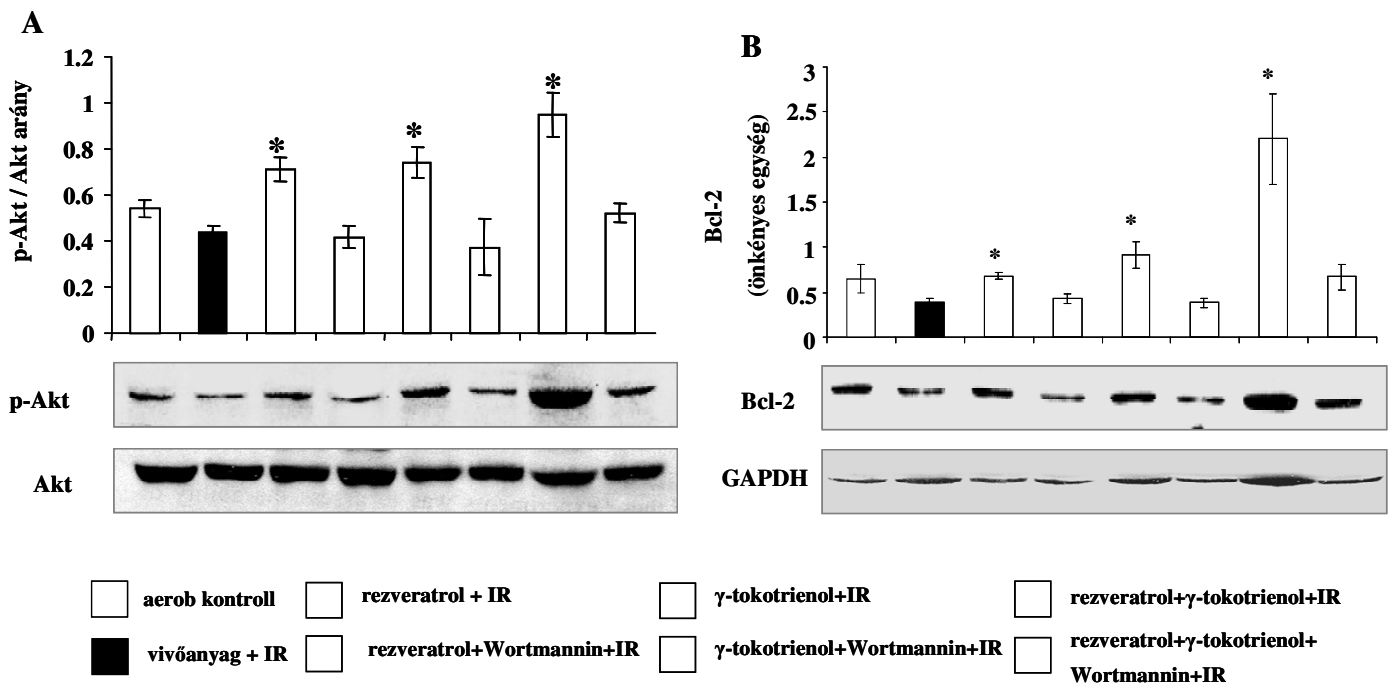 A
p-Akt / Akt arány
1.2
1
0.8
0.6
0.4
0.2
0
*
*
*
p-Akt
Akt
B
Bcl-2
(önkényes egység)
3
2.5
2
1.5
1
0.5
0
*
*
*
Bcl-2
GAPDH
aerob kontroll
vivőanyag + IR
rezveratrol + IR
rezveratrol+Wortmannin+IR
γ-tokotrienol+IR
γ-tokotrienol+Wortmannin+IR
rezveratrol+γ-tokotrienol+IR
rezveratrol+γ-tokotrienol+
Wortmannin+IR